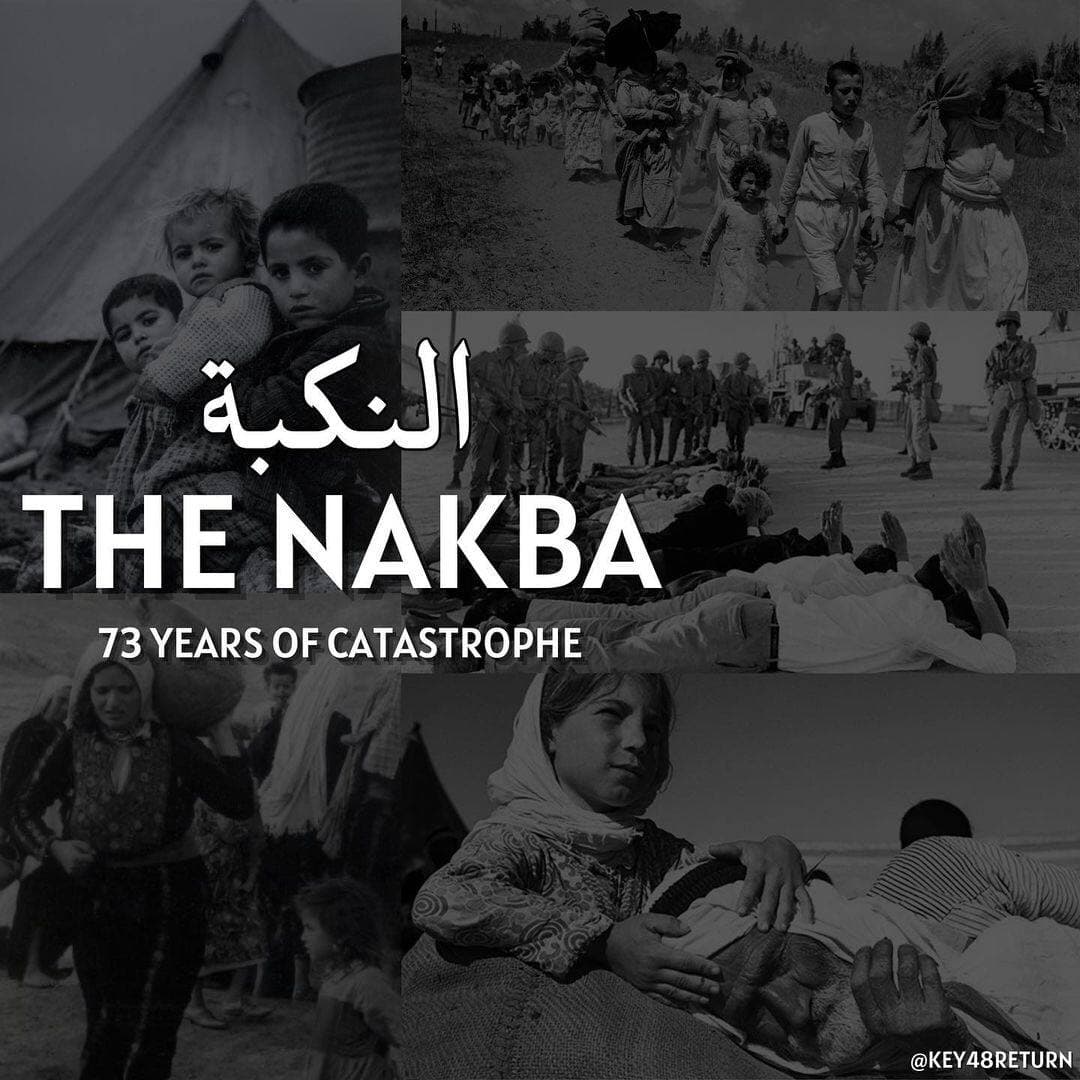 النكبة
THE NAKBA
73 YEARS OF CATASTROPHE
@KEY48RETURN